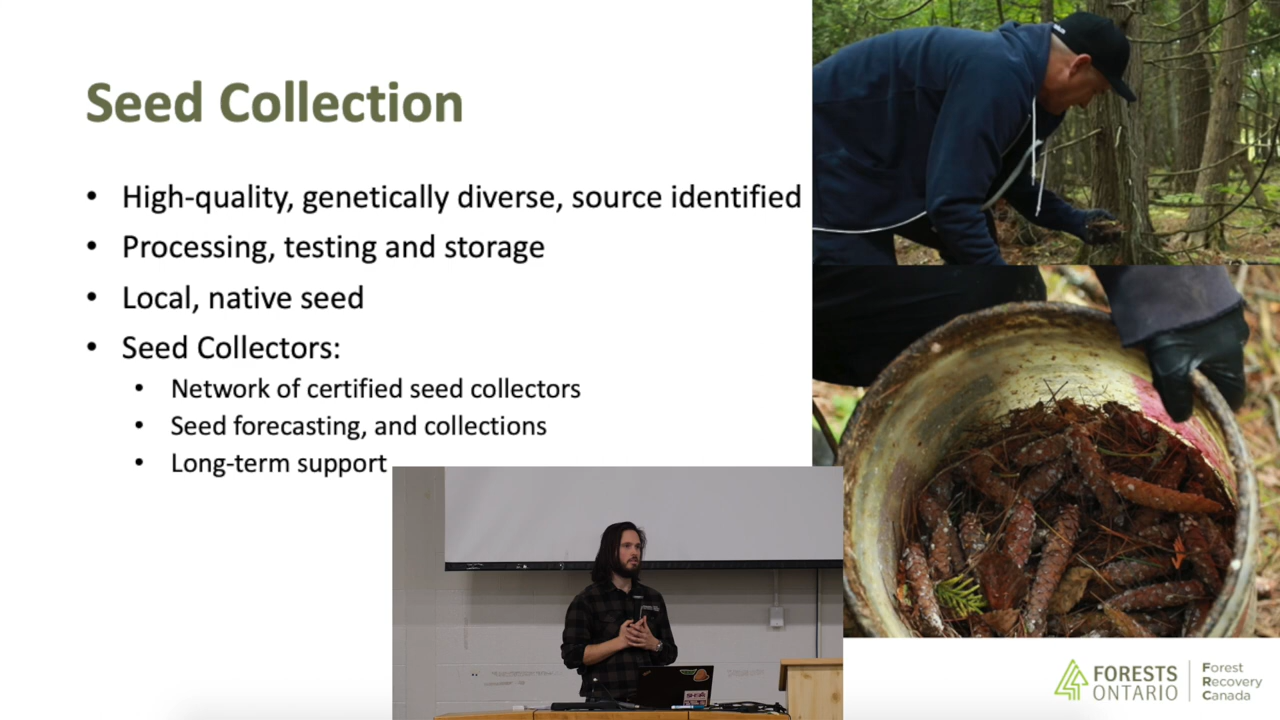 Seed Collection
• High-quality, genetically diverse, source identified
• Processing, testing and storage
• Local, native seed
• Seed Collectors:
• Network of certified seed collectors
• Seed forecasting, and collections
• Long-term support
FORESTS
ONTARIO
Forest
Recovery
Canada